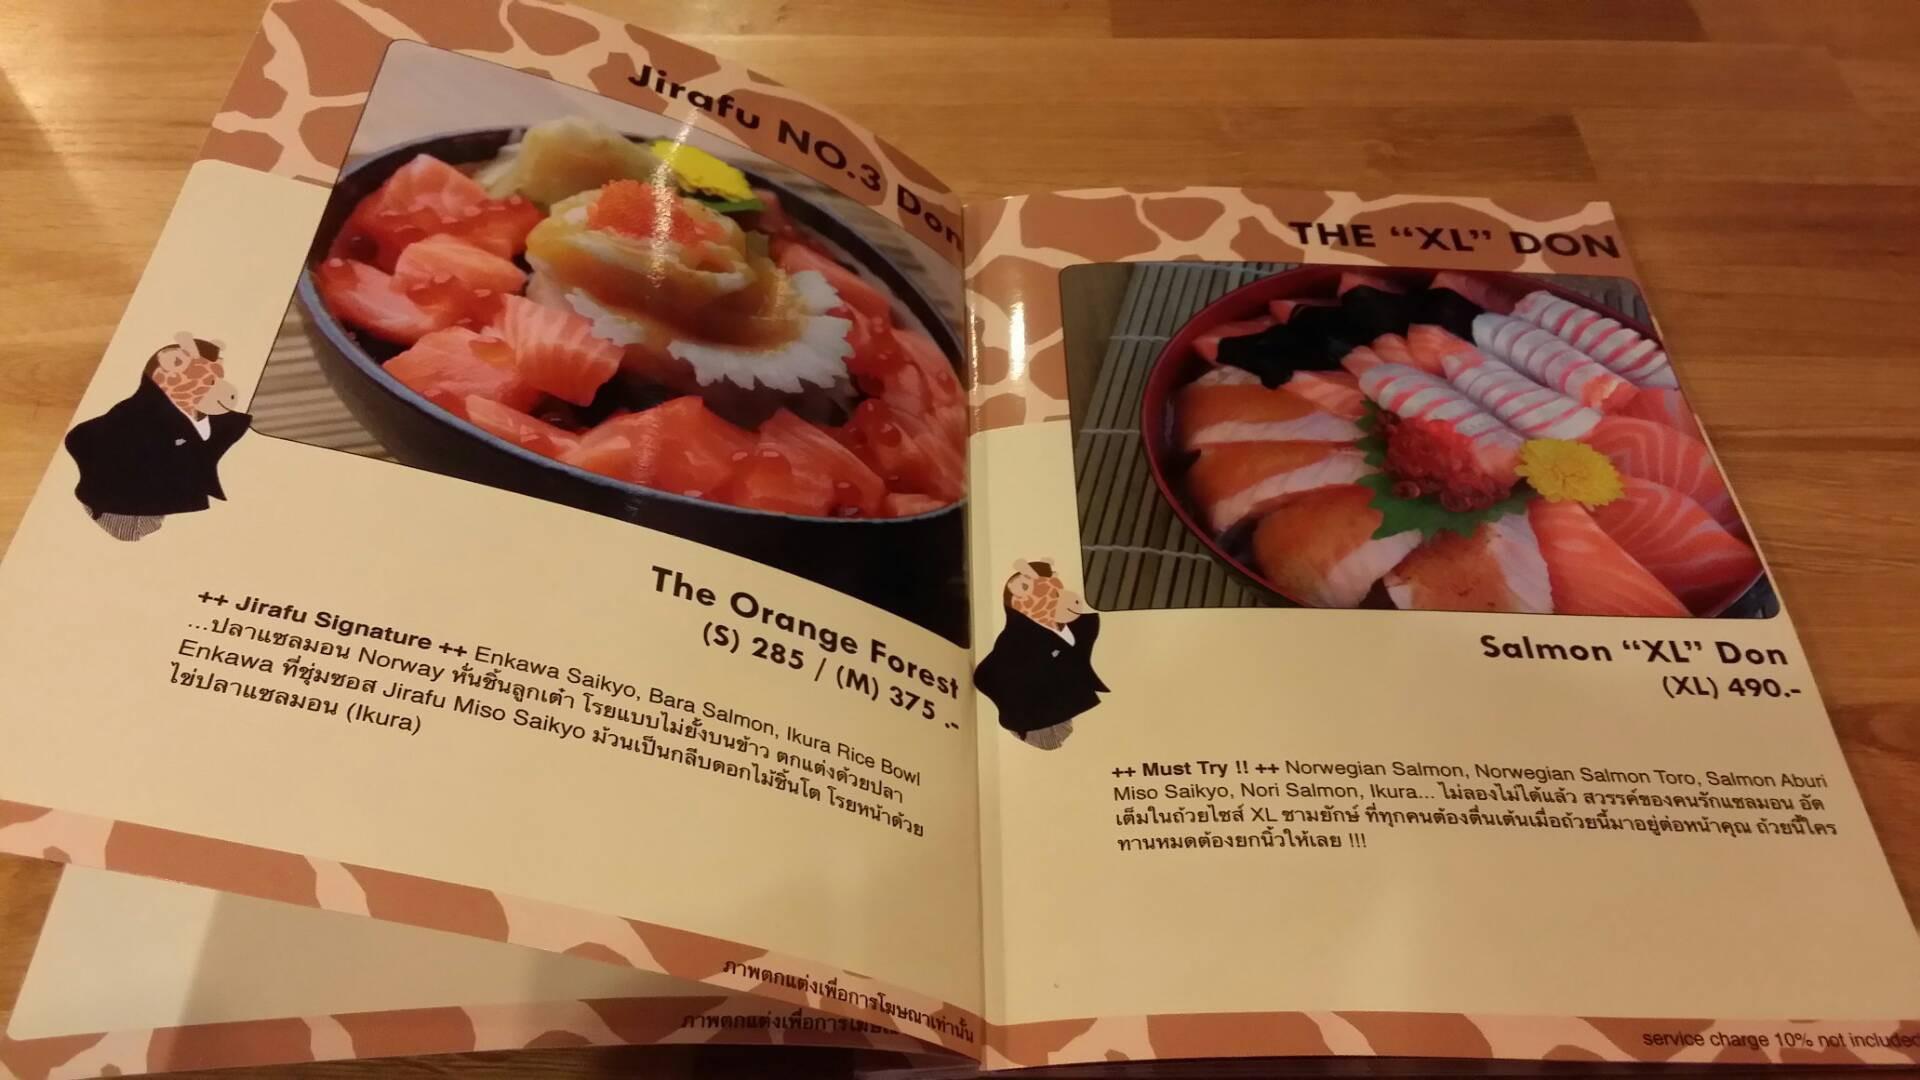 Jirafu NO.3 Don
The Orange Forest
(S) 285 / (M) 375 .-
++ Jirafu Signature ++ Enkawa Saikyo, Bara Salmon, Ikura Rice Bowl
...ปลาแซลมอน Norway หั่นชิ้นลูกเต๋า โรยแบบไม่ยั้งบนข้าว ตกแต่งด้วยปลา
Enkawa ที่ชุ่มซอส Jirafu Miso Saikyo ม้วนเป็นกลีบดอกไม้ชิ้นโต โรยหน้าด้วย
ไข่ปลาแซลมอน (Ikura)
ภาพตกแต่งเพื่อการโฆษณาเท่านั้น
ภาพตกแต่งเพื่อการ
THE “XL” DON
Salmon “XL” Don
(XL) 490.-
++ Must Try !! ++ Norwegian Salmon, Norwegian Salmon Toro, Salmon Aburi
Miso Saikyo, Nori Salmon, Ikura... ไม่ลองไม่ได้แล้ว สวรรค์ของคนรักแซลมอน อัด
เต็มในถ้วยไซส์ XL ชามยักษ์ ที่ทุกคนต้องตื่นเต้นเมื่อถ้วยนี้มาอยู่ต่อหน้าคุณ ถ้วยนี้ใคร
ทานหมดต้องยกนิ้วให้เลย !!!
service charge 10% not included